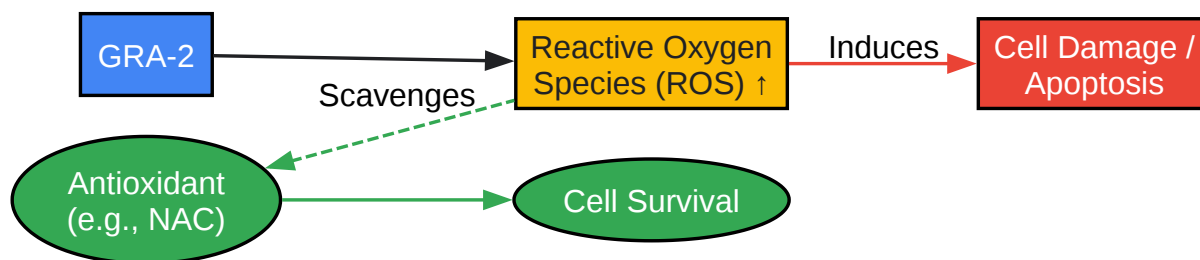 GRA-2
Reactive Oxygen
Species (ROS) ↑
Induces
Cell Damage /
Apoptosis
Scavenges
Antioxidant
(e.g., NAC)
Cell Survival